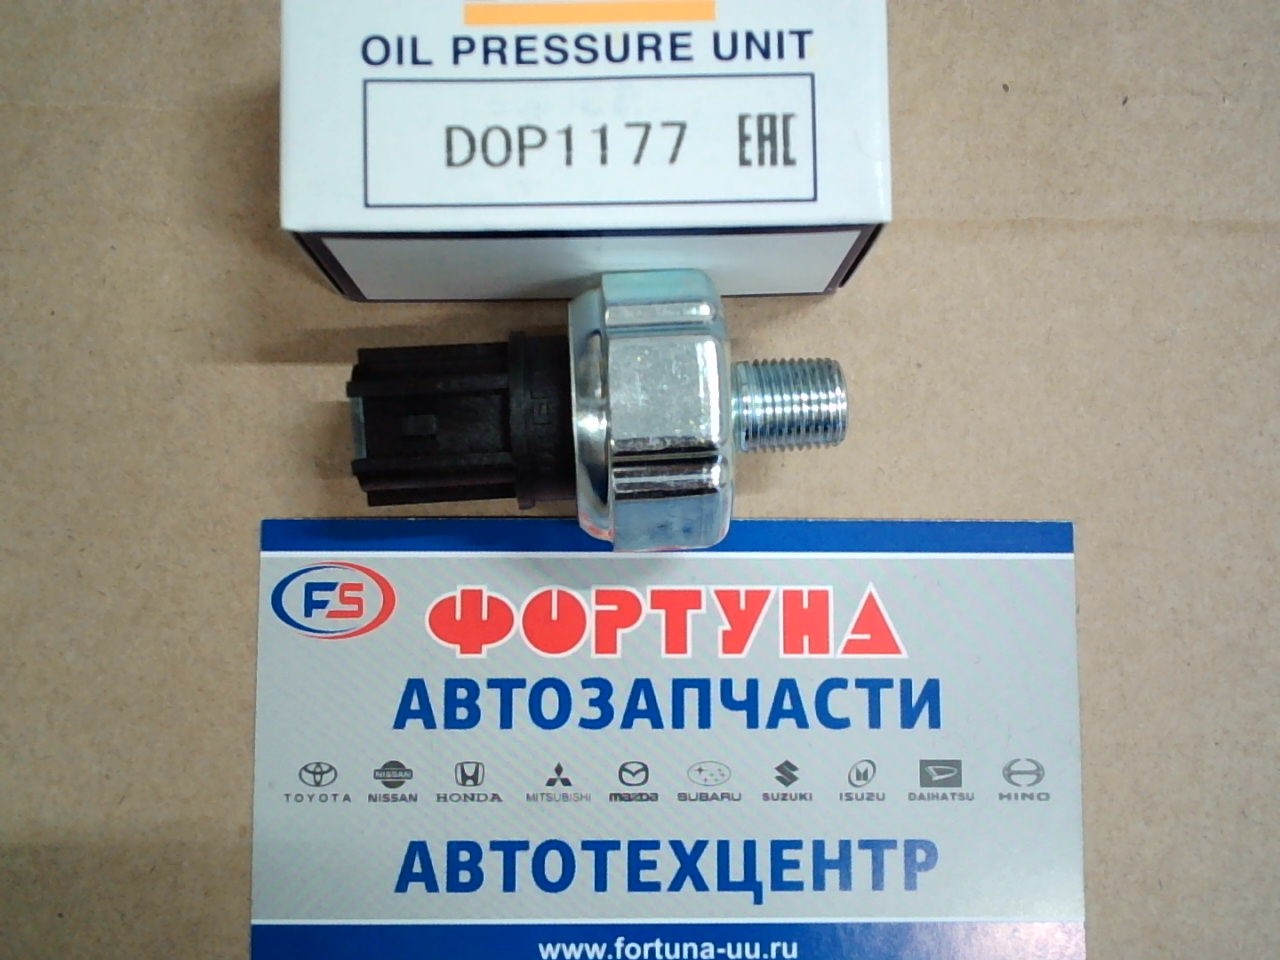 OIL PRESSURE UNIT
DOP1177 EAC
FS ФОРТУНА
АВТОЗАПЧАСТИ
TOYOTA NISSAN HONDA MITSUBISHI mazda SUBARU SUZUKI ISUZU DAIHATSU HINO
АВТОТЕХЦЕНТР
www.fortuna-uu.ru